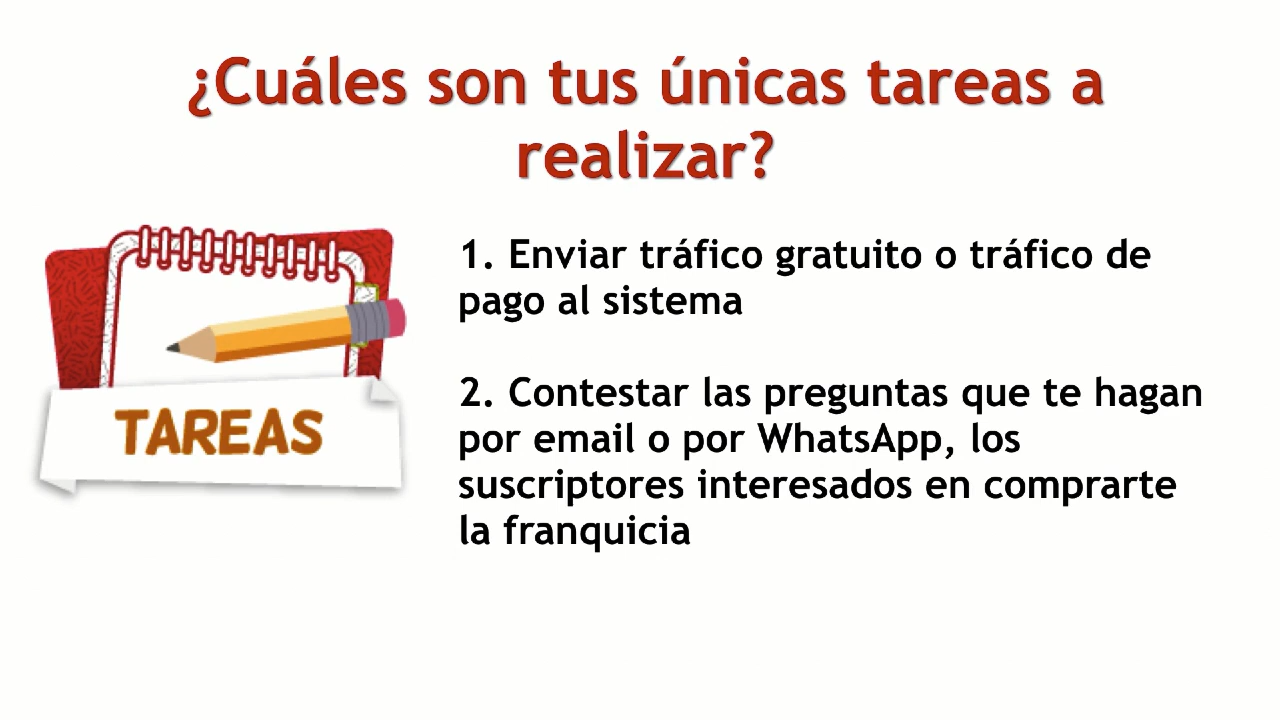 ¿Cuáles son tus únicas tareas a
realizar?
TAREAS
1. Enviar tráfico gratuito o tráfico de
pago al sistema
2. Contestar las preguntas que te hagan
por email o por WhatsApp, los
suscriptores interesados en comprarte
la franquicia